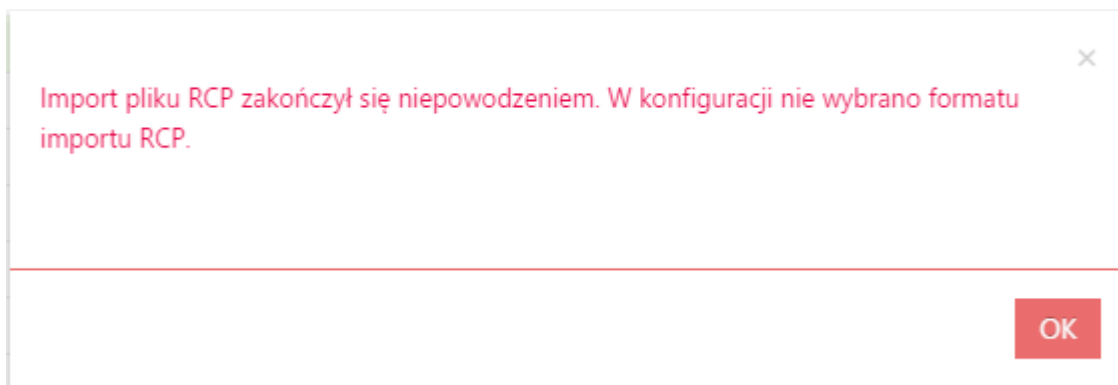 ×
Import pliku RCP zakończył się niepowodzeniem. W konfiguracji nie wybrano formatu
importu RCP.
OK